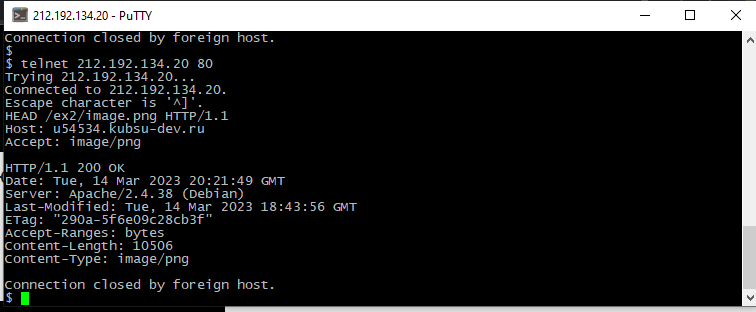 212.192.134.20 - PuTTY
Connection closed by foreign host.
$
$ telnet 212.192.134.20 80
Trying 212.192.134.20...
Connected to 212.192.134.20.
Escape character is '^]'.
HEAD /ex2/image.png HTTP/1.1
Host: u54534.kubsu-dev.ru
Accept: image/png
HTTP/1.1 200 OK
Date: Tue, 14 Mar 2023 20:21:49 GMT
Server: Apache/2.4.38 (Debian)
Last-Modified: Tue, 14 Mar 2023 18:43:56 GMT
ETag: "290a-5f6e09c28cb3f"
Accept-Ranges: bytes
Content-Length: 10506
Content-Type: image/png
Connection closed by foreign host.
$